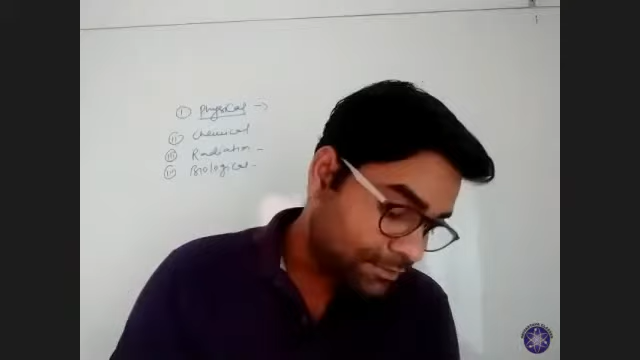 (i) Physical →
(ii) Chemical
(iii) Radiation -
(iv) Biological -